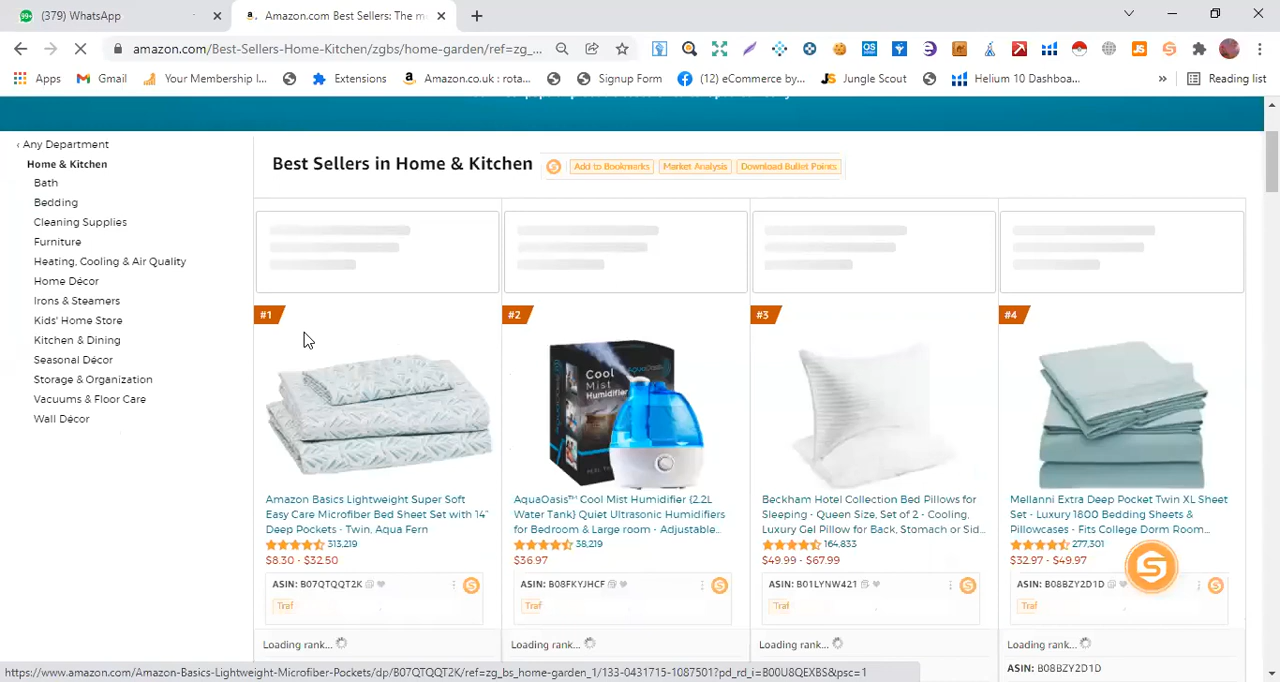 (379) WhatsApp
Amazon.com Best Sellers: The m
amazon.com/Best-Sellers-Home-Kitchen/zgbs/home-garden/ref=zg_...
Apps
Gmail
Your Membership I...
Extensions
Amazon.co.uk : rota...
Signup Form
(12) eCommerce by...
Jungle Scout
Helium 10 Dashboa...
Reading list
‹ Any Department
Home & Kitchen
Bath
Bedding
Cleaning Supplies
Furniture
Heating, Cooling & Air Quality
Home Décor
Irons & Steamers
Kids' Home Store
Kitchen & Dining
Seasonal Décor
Storage & Organization
Vacuums & Floor Care
Wall Décor
Best Sellers in Home & Kitchen
Add to Bookmarks
Market Analysis
Download Bullet Points
#1
Amazon Basics Lightweight Super Soft
Easy Care Microfiber Bed Sheet Set with 14"
Deep Pockets - Twin, Aqua Fern
313,219
$8.30 - $32.50
ASIN: B07QTQQT2K
Traf
Loading rank...
#2
Cool
Mist
Humidifier
AquaOasis™ Cool Mist Humidifier {2.2L
Water Tank} Quiet Ultrasonic Humidifiers
for Bedroom & Large room - Adjustable...
38,219
$36.97
ASIN: B08FKYJHCF
Traf
Loading rank...
#3
Beckham Hotel Collection Bed Pillows for
Sleeping - Queen Size, Set of 2 - Cooling,
Luxury Gel Pillow for Back, Stomach or Sid...
164,833
$49.99 - $67.99
ASIN: B01LYNW421
Traf
Loading rank...
#4
Mellanni Extra Deep Pocket Twin XL Sheet
Set - Luxury 1800 Bedding Sheets &
Pillowcases - Fits College Dorm Room...
277,301
$32.97 - $49.97
ASIN: B08BZY2D1D
Traf
Loading rank...
ASIN: B08BZY2D1D
https://www.amazon.com/Amazon-Basics-Lightweight-Microfiber-Pockets/dp/B07QTQQT2K/ref=zg_bs_home-garden_1/133-0431715-1087501?pd_rd_i=B00U8QEXBS&psc=1